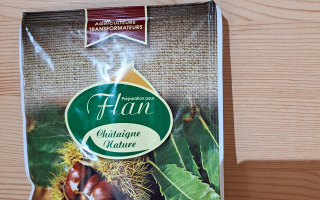 AGRICULTEURS
TRANSFORMATEURS
Préparation pour
Flan
Châtaigne
Nature